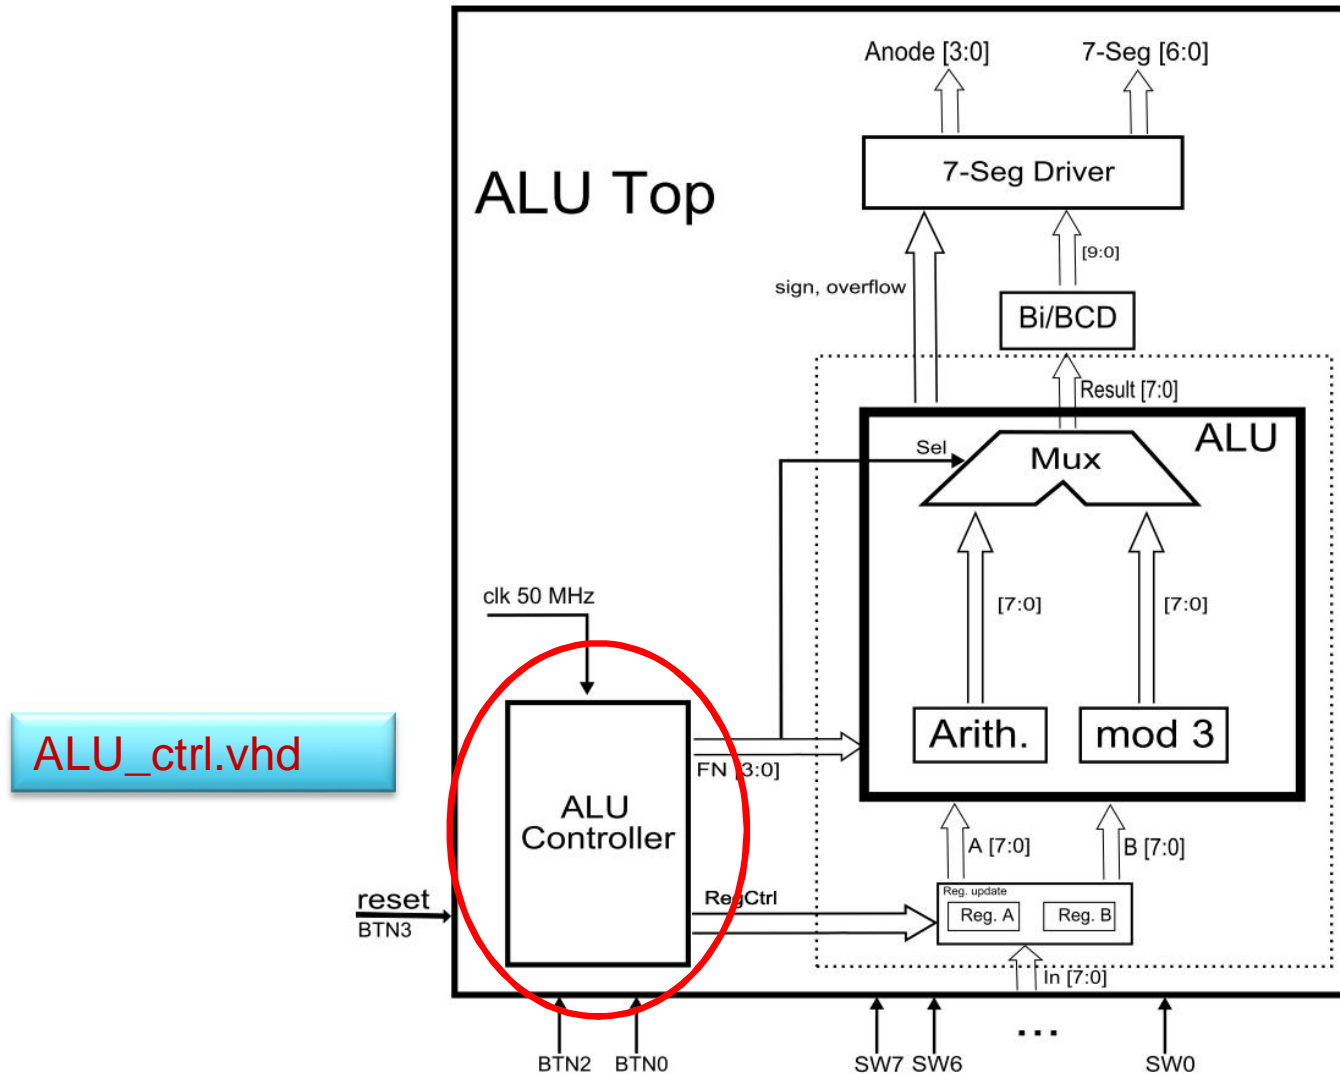 Anode [3:0]
7-Seg [6:0]
7-Seg Driver
ALU Top
[9:0]
sign, overflow
Bi/BCD
Result [7:0]
ALU
Sel
Mux
clk 50 MHz
[7:0]
[7:0]
ALU_ctrl.vhd
Arith.
mod 3
FN [3:0]
ALU
Controller
A [7:0]
B [7:0]
Reg. update
RegCtrl
reset
BTN3
Reg. A
Reg. B
In [7:0]
...
BTN2
BTN0
SW7
SW6
SW0